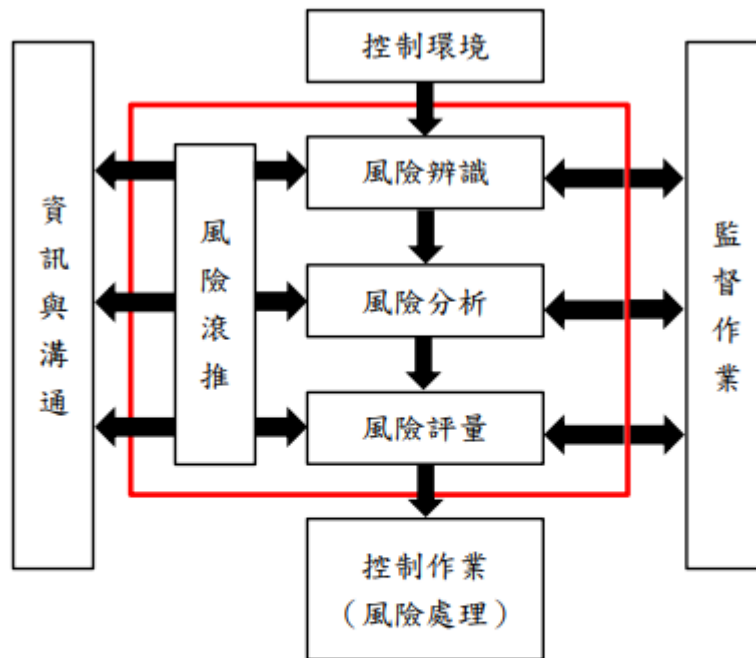 控制環境
風險辨識
資訊與溝通
風險滾推
監督作業
風險分析
風險評量
控制作業
(風險處理)